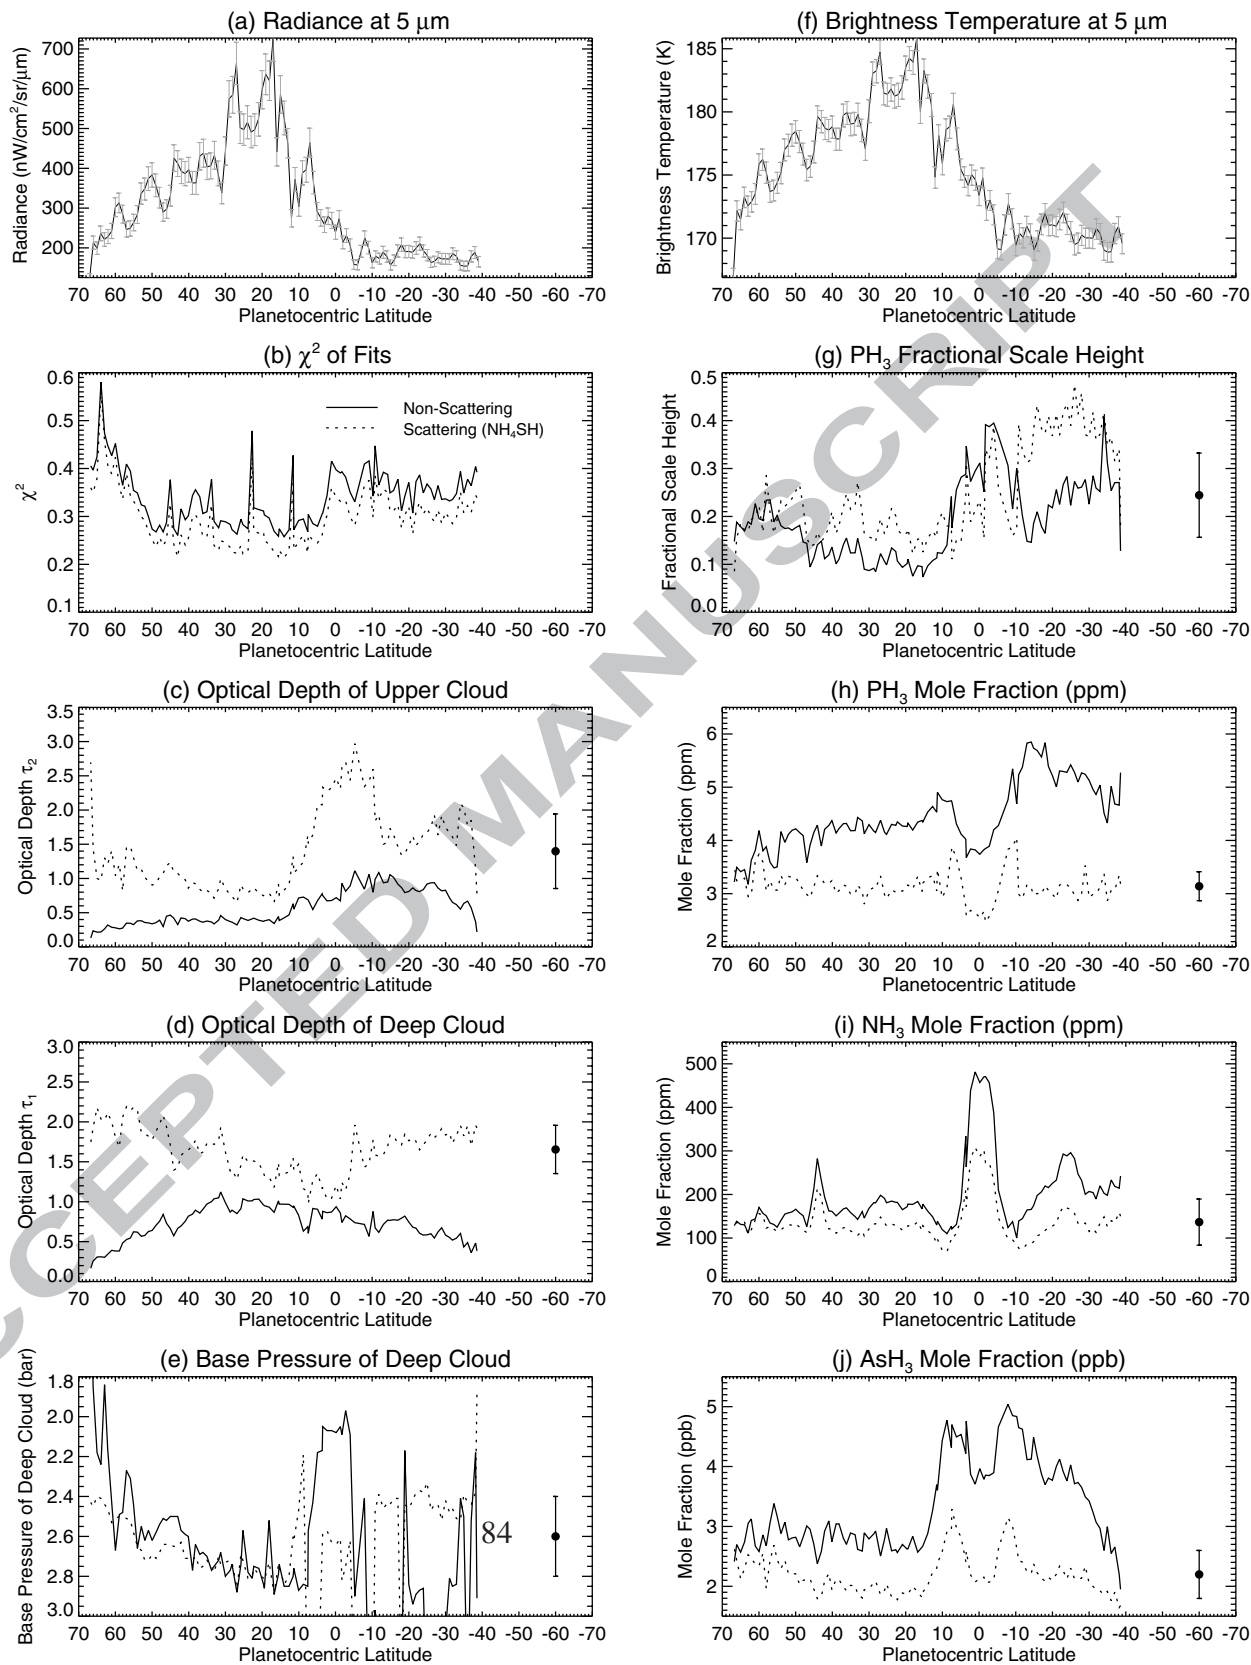 (a) Radiance at 5 μm
Radiance (nW/cm²/sr/μm)
700
600
500
400
300
200
70 60 50 40 30 20 10 0 -10 -20 -30 -40 -50 -60 -70
Planetocentric Latitude
(f) Brightness Temperature at 5 μm
Brightness Temperature (K)
185
180
175
170
70 60 50 40 30 20 10 0 -10 -20 -30 -40 -50 -60 -70
Planetocentric Latitude
(b) χ² of Fits
χ²
0.6
0.5
0.4
0.3
0.2
0.1
Non-Scattering
Scattering (NH₄SH)
70 60 50 40 30 20 10 0 -10 -20 -30 -40 -50 -60 -70
Planetocentric Latitude
(g) PH₃ Fractional Scale Height
Fractional Scale Height
0.5
0.4
0.3
0.2
0.1
0.0
70 60 50 40 30 20 10 0 -10 -20 -30 -40 -50 -60 -70
Planetocentric Latitude
(c) Optical Depth of Upper Cloud
Optical Depth τ₂
3.5
3.0
2.5
2.0
1.5
1.0
0.5
0.0
70 60 50 40 30 20 10 0 -10 -20 -30 -40 -50 -60 -70
Planetocentric Latitude
(h) PH₃ Mole Fraction (ppm)
Mole Fraction (ppm)
6
5
4
3
2
70 60 50 40 30 20 10 0 -10 -20 -30 -40 -50 -60 -70
Planetocentric Latitude
(d) Optical Depth of Deep Cloud
Optical Depth τ₁
3.0
2.5
2.0
1.5
1.0
0.5
0.0
70 60 50 40 30 20 10 0 -10 -20 -30 -40 -50 -60 -70
Planetocentric Latitude
(i) NH₃ Mole Fraction (ppm)
Mole Fraction (ppm)
500
400
300
200
100
0
70 60 50 40 30 20 10 0 -10 -20 -30 -40 -50 -60 -70
Planetocentric Latitude
(e) Base Pressure of Deep Cloud
Base Pressure of Deep Cloud (bar)
1.8
2.0
2.2
2.4
2.6
2.8
3.0
84
70 60 50 40 30 20 10 0 -10 -20 -30 -40 -50 -60 -70
Planetocentric Latitude
(j) AsH₃ Mole Fraction (ppb)
Mole Fraction (ppb)
5
4
3
2
70 60 50 40 30 20 10 0 -10 -20 -30 -40 -50 -60 -70
Planetocentric Latitude
CCEPTED MANUSCRIPT